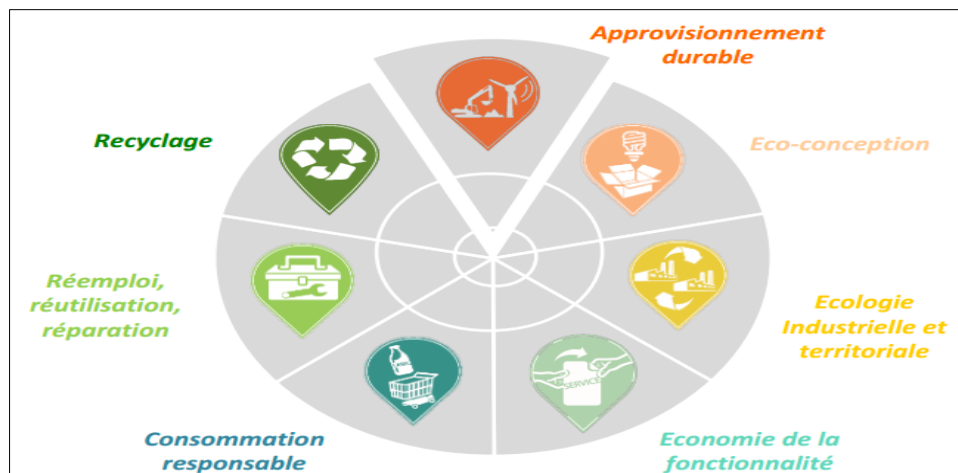 Approvisionnement
durable
Eco-conception
Ecologie
Industrielle et
territoriale
Economie de la
fonctionnalité
SERVICE
Consommation
responsable
Réemploi,
réutilisation,
réparation
Recyclage